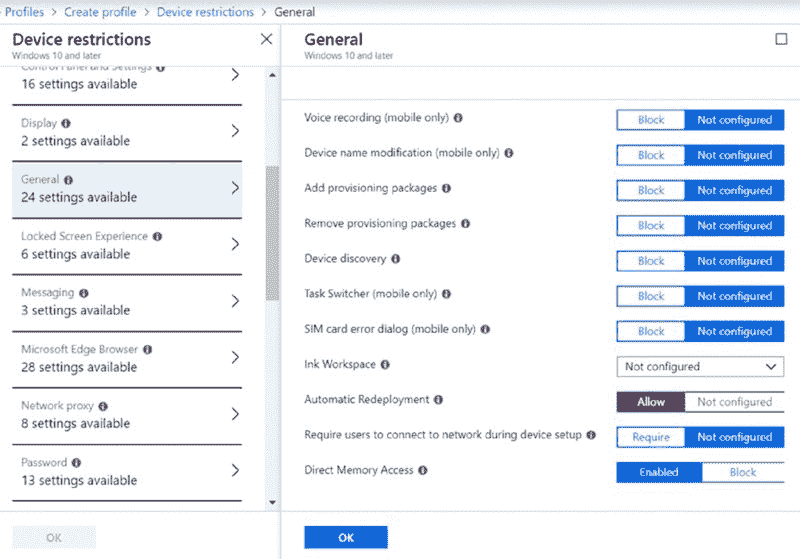 Profiles > Create profile > Device restrictions > General
Device restrictions
Windows 10 and later
Control Panel and Settings
16 settings available
Display
2 settings available
General
24 settings available
Locked Screen Experience
6 settings available
Messaging
3 settings available
Microsoft Edge Browser
28 settings available
Network proxy
8 settings available
Password
13 settings available
OK
General
Windows 10 and later
Voice recording (mobile only) Block Not configured
Device name modification (mobile only) Block Not configured
Add provisioning packages Block Not configured
Remove provisioning packages Block Not configured
Device discovery Block Not configured
Task Switcher (mobile only) Block Not configured
SIM card error dialog (mobile only) Block Not configured
Ink Workspace Not configured
Automatic Redeployment Allow Not configured
Require users to connect to network during device setup Require Not configured
Direct Memory Access Enabled Block
OK